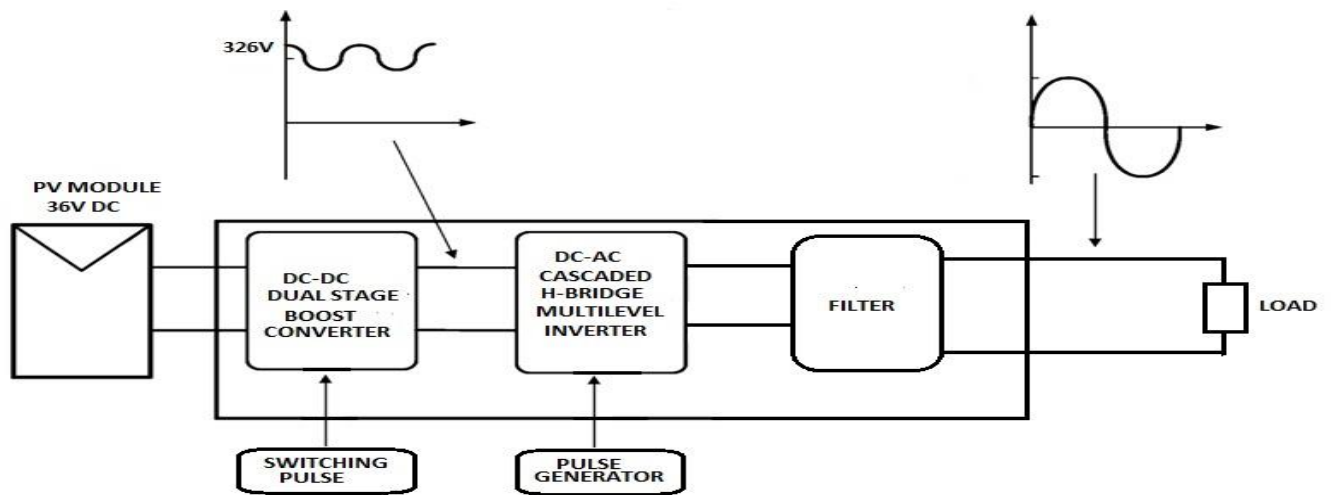 326V
PV MODULE
36V DC
DC-DC
DUAL STAGE
BOOST
CONVERTER
DC-AC
CASCADED
H-BRIDGE
MULTILEVEL
INVERTER
FILTER
LOAD
SWITCHING
PULSE
PULSE
GENERATOR